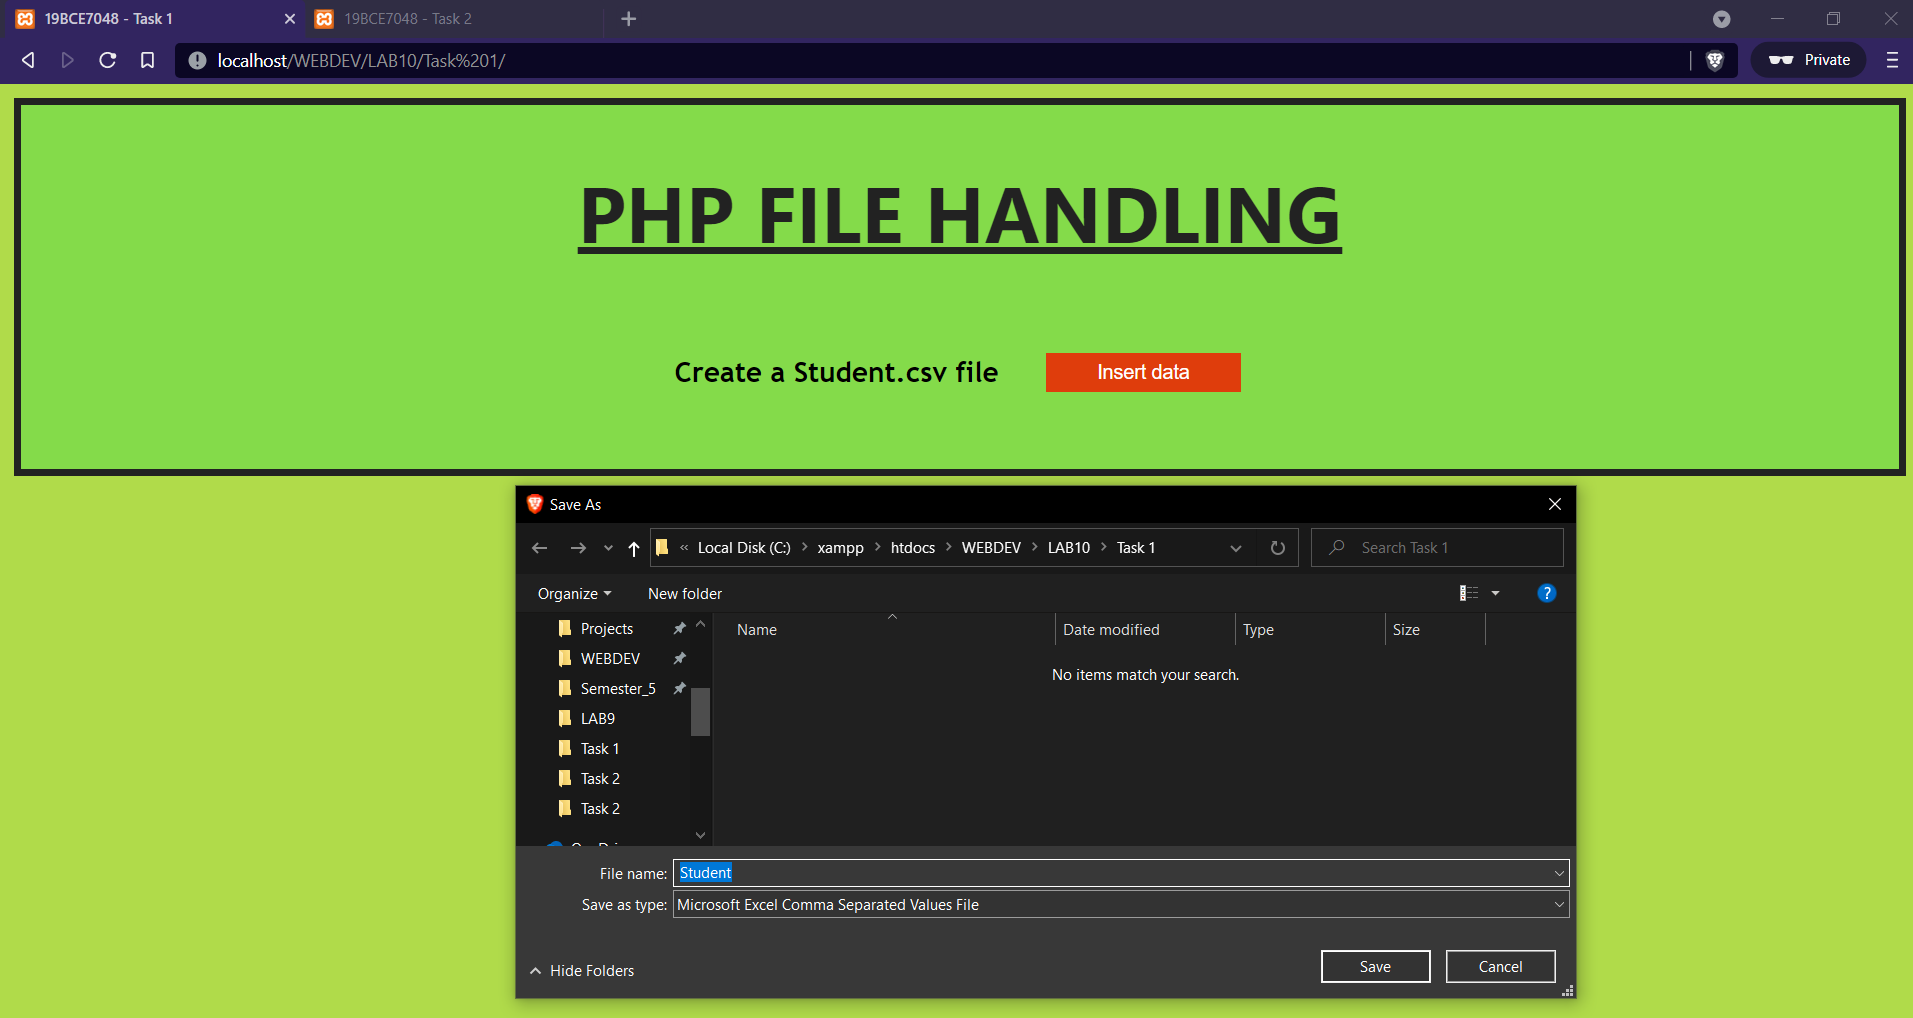 19BCE7048 - Task 1
19BCE7048 - Task 2
localhost/WEBDEV/LAB10/Task%201/
Private
PHP FILE HANDLING
Create a Student.csv file
Insert data
Save As
« Local Disk (C:) > xampp > htdocs > WEBDEV > LAB10 > Task 1
Search Task 1
Organize
New folder
?
Projects
WEBDEV
Semester_5
LAB9
Task 1
Task 2
Task 2
Name
Date modified
Type
Size
No items match your search.
File name: Student
Save as type: Microsoft Excel Comma Separated Values File
Hide Folders
Save
Cancel